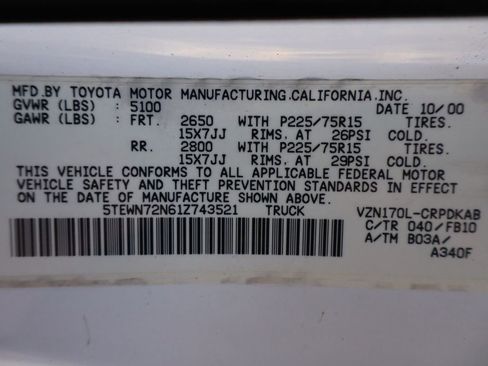 MFD.BY TOYOTA MOTOR MANUFACTURING.CALIFORNIA.INC.
GVWR (LBS) : 5100 DATE 10/00
GAWR (LBS) : FRT. 2650 WITH P225/75R15 TIRES.
15X7JJ RIMS. AT 26PSI COLD.
RR. 2800 WITH P225/75R15 TIRES.
15X7JJ RIMS. AT 29PSI COLD.
THIS VEHICLE CONFORMS TO ALL APPLICABLE FEDERAL MOTOR
VEHICLE SAFETY AND THEFT PREVENTION STANDARDS IN EFFECT
ON THE DATE OF MANUFACTURE SHOWN ABOVE.
5TEWN72N61Z743521 TRUCK VZN170L-CRPDKAB
C/TR 040/FB10
A/TM B03A/
A340F